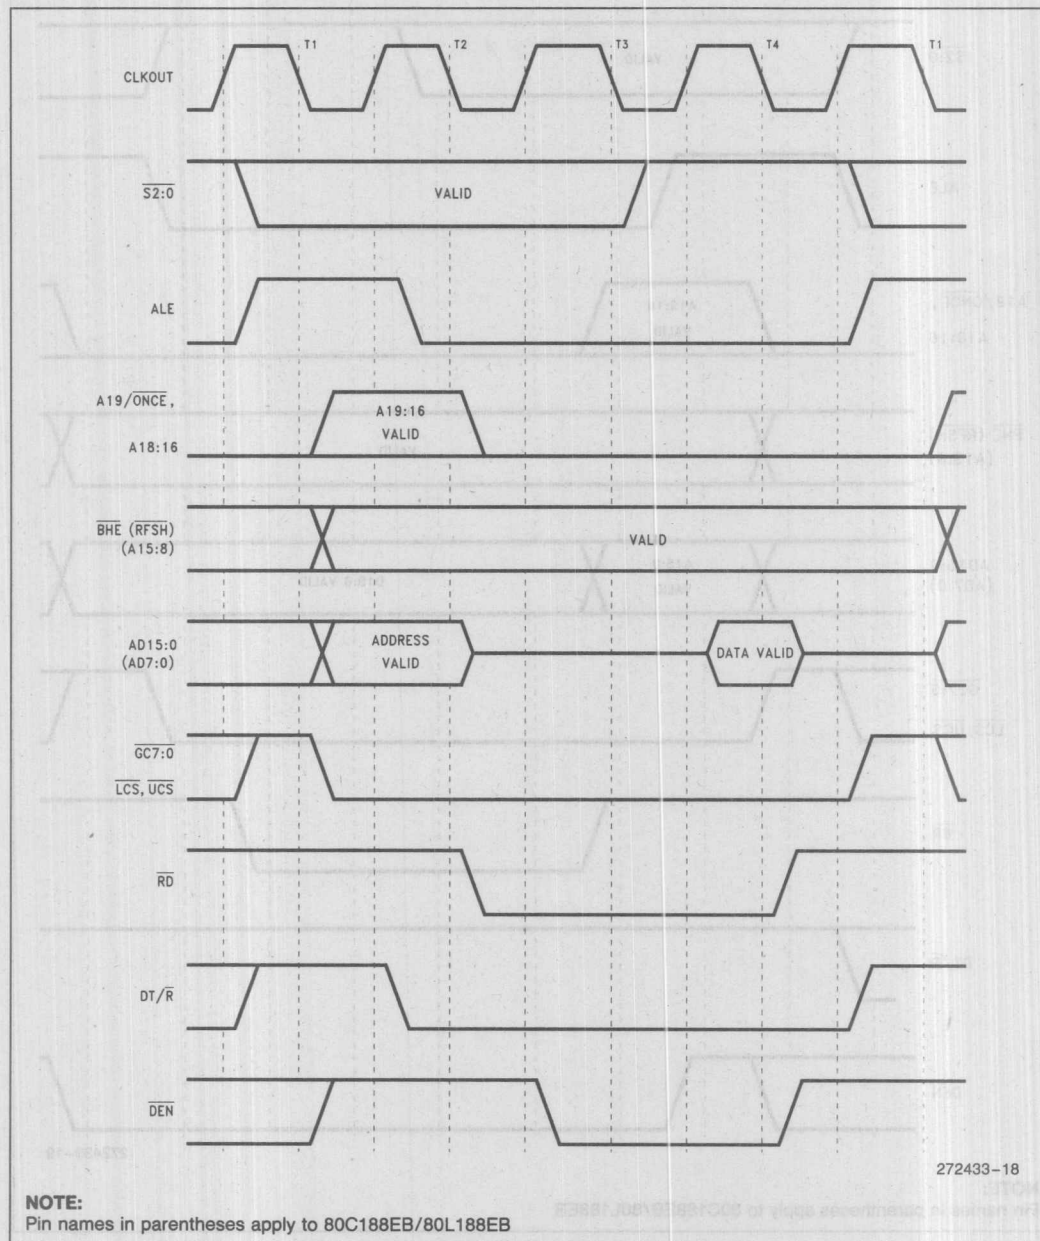 T1 T2 T3 T4 T1
CLKOUT
S2:0 VALID
ALE
A19/ONCE, A19:16
VALID
A18:16
BHE (RFSH) VALID
(A15:8)
AD15:0 ADDRESS DATA VALID
(AD7:0) VALID
GC7:0
LCS, UCS
RD
DT/R
DEN
272433-18
NOTE:
Pin names in parentheses apply to 80C188EB/80L188EB